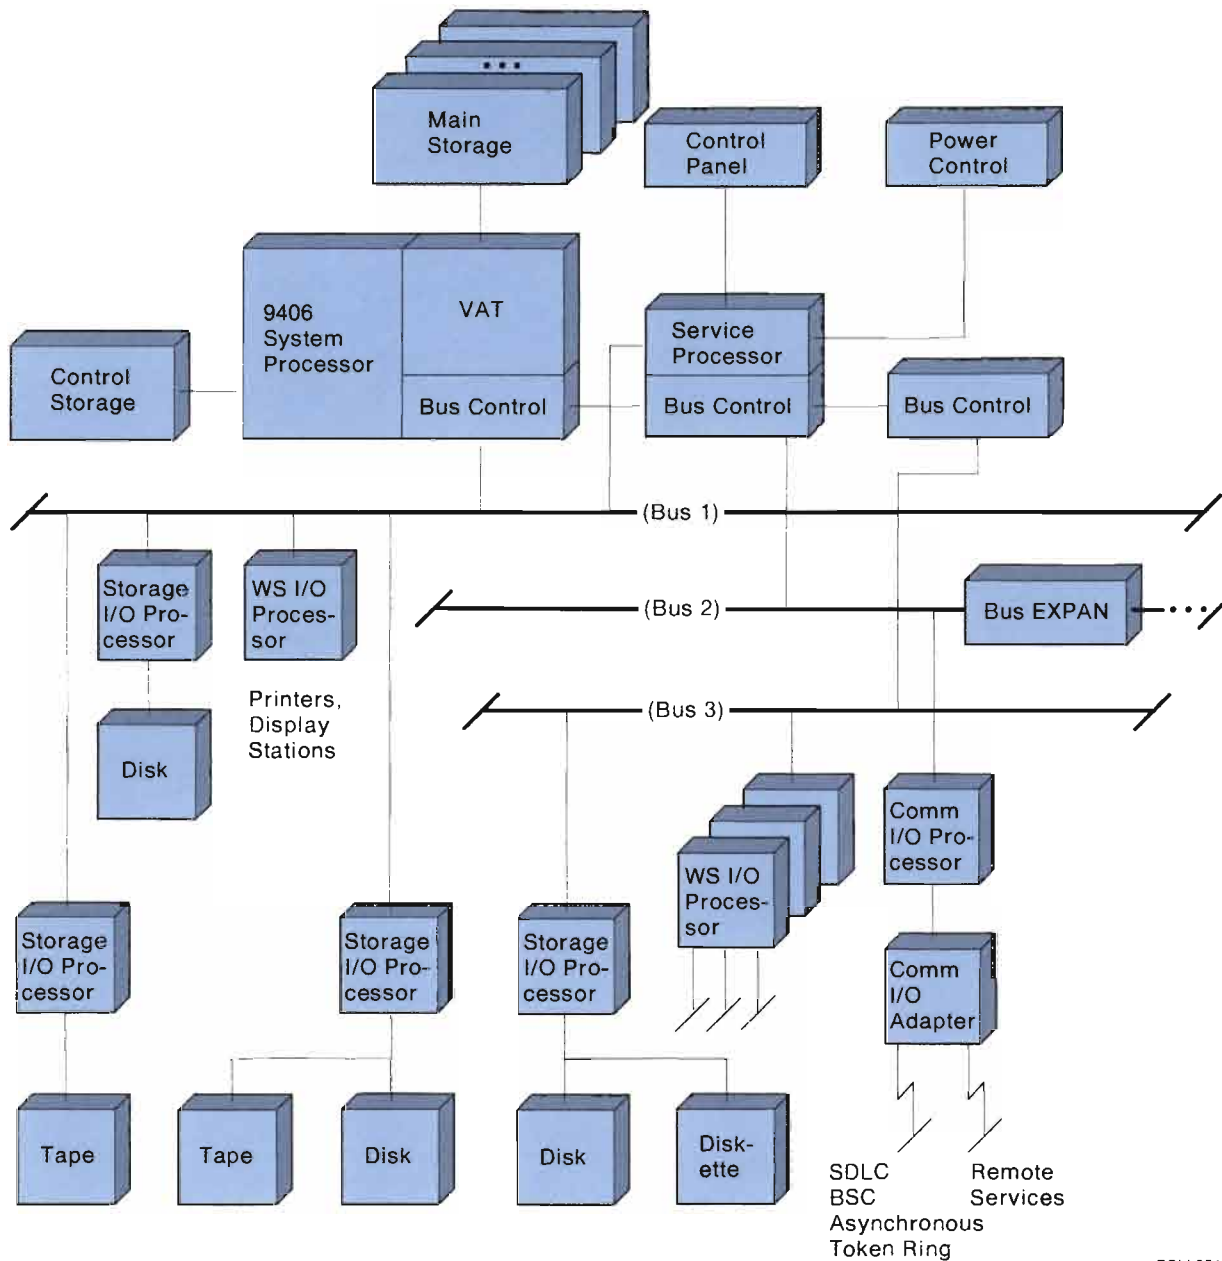 Main
Storage
Control
Panel
Power
Control
9406
System
Processor
VAT
Bus Control
Control
Storage
Service
Processor
Bus Control
Bus Control
(Bus 1)
Storage
I/O Pro-
cessor
WS I/O
Proces-
sor
(Bus 2)
Bus EXPAN
Printers,
Display
Stations
(Bus 3)
Disk
Comm
I/O Pro-
cessor
WS I/O
Proces-
sor
Storage
I/O Pro-
cessor
Storage
I/O Pro-
cessor
Storage
I/O Pro-
cessor
Comm
I/O
Adapter
Tape
Tape
Disk
Disk
Disk-
ette
SDLC
BSC
Asynchronous
Token Ring
Remote
Services